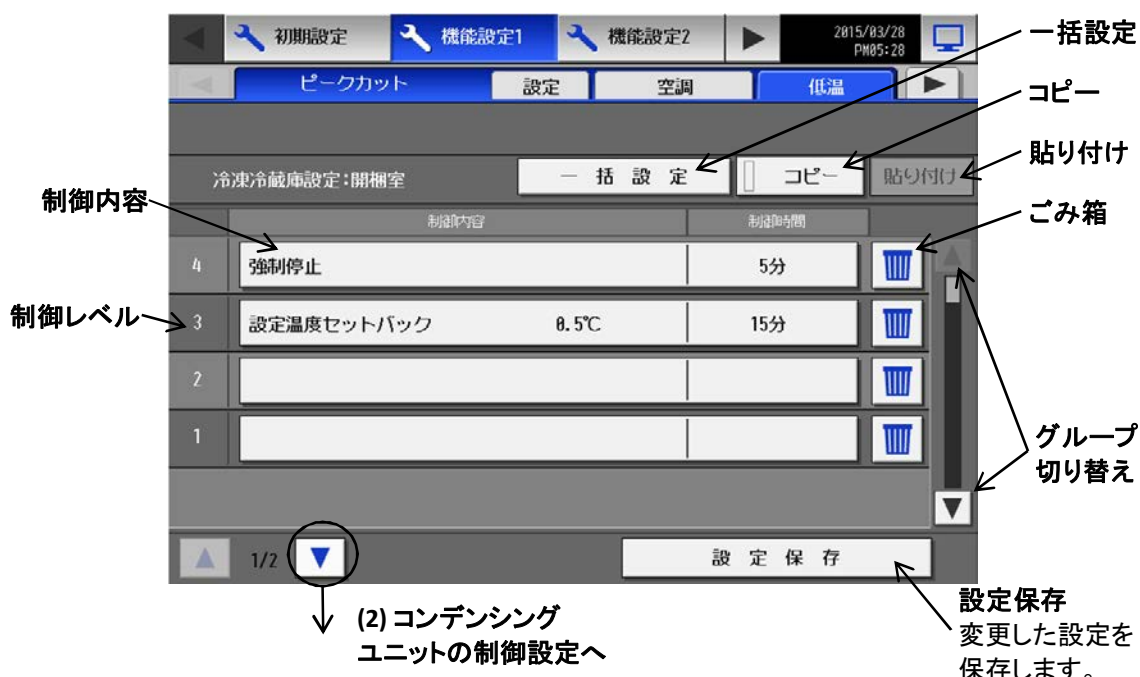 初期設定
機能設定1
機能設定2
2015/03/28
PM05:28
一括設定
ピークカット
設定
空調
低温
コピー
冷凍冷蔵庫設定:開梱室
一 括 設 定
コピー
貼り付け
貼り付け
制御内容
制御内容
制御時間
ごみ箱
4
強制停止
5分
制御レベル
3
設定温度セットバック
0.5℃
15分
2
1
グループ
切り替え
1/2
設 定 保 存
(2) コンデンシング
ユニットの制御設定へ
設定保存
変更した設定を
保存します。